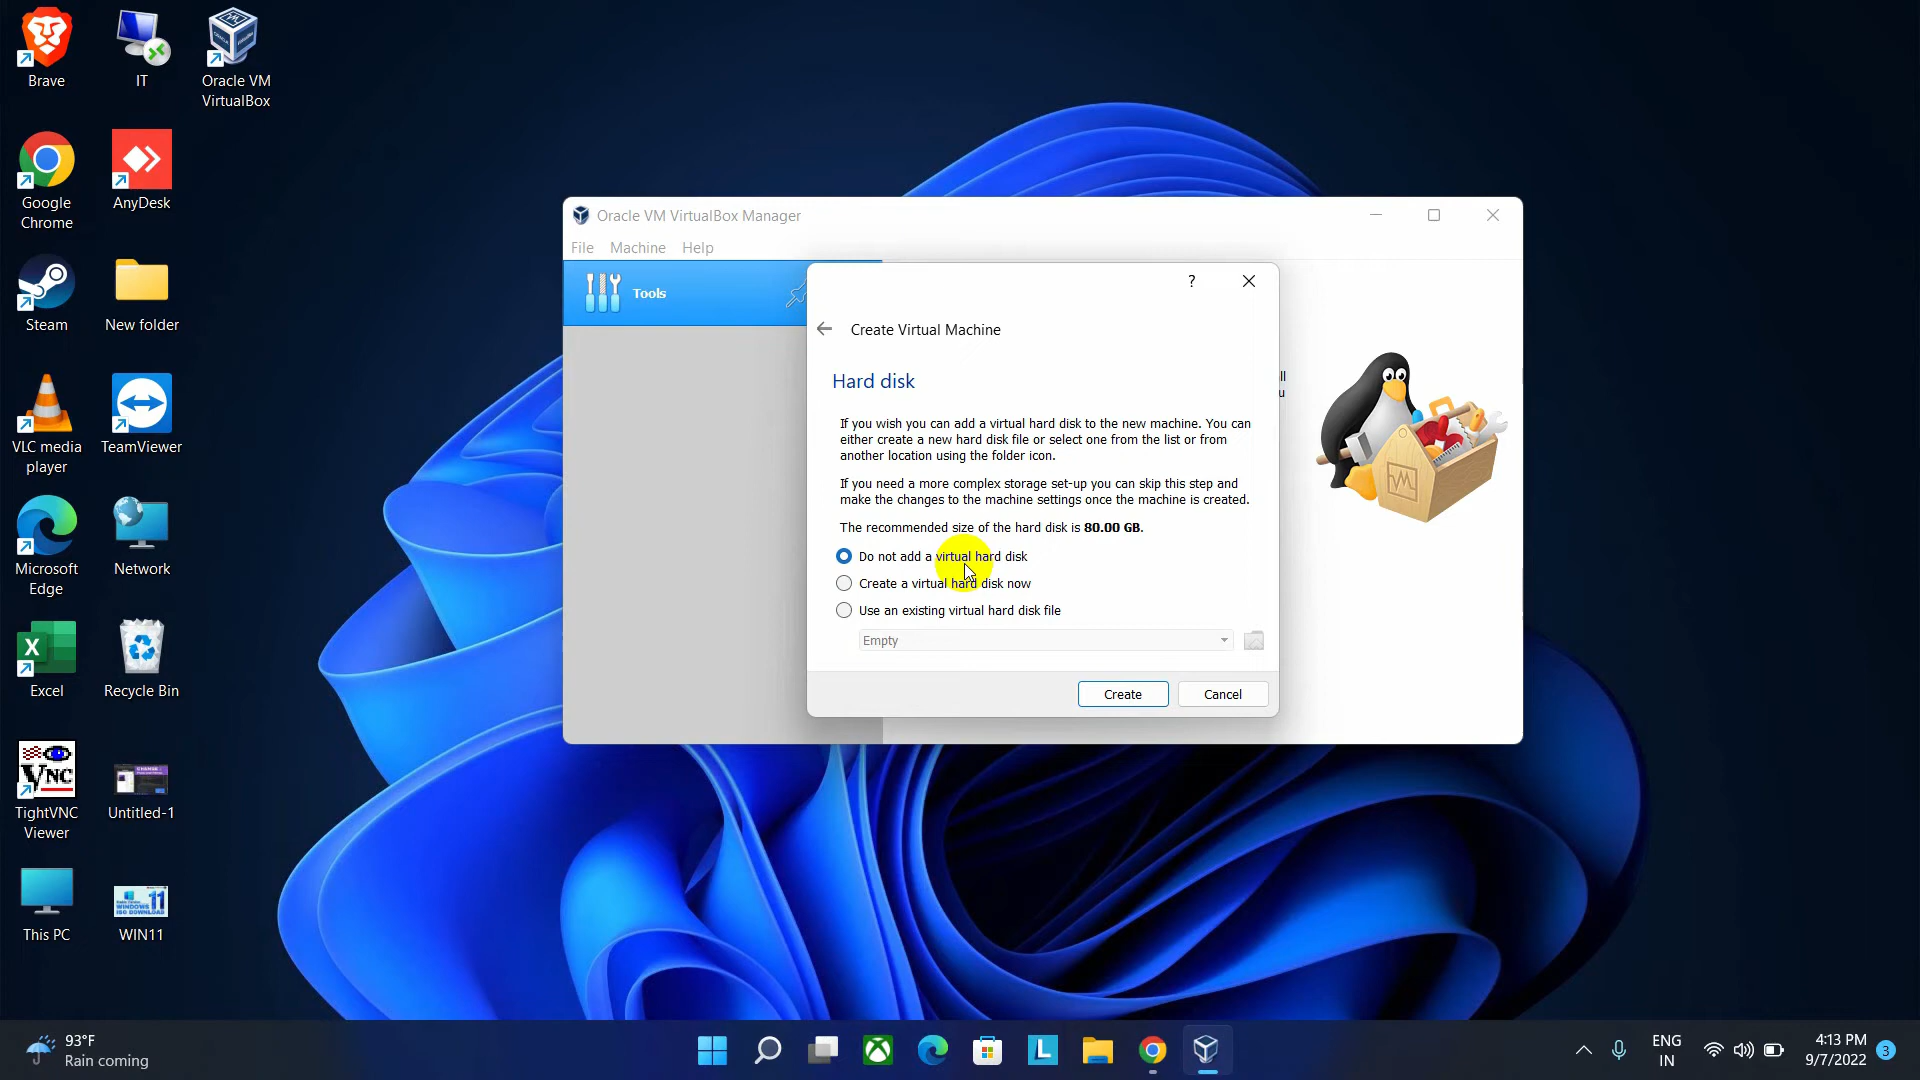 Brave
IT
Oracle VM
VirtualBox
Google
Chrome
AnyDesk
Steam
New folder
VLC media
player
TeamViewer
Microsoft
Edge
Network
Excel
Recycle Bin
VNC
TightVNC
Viewer
Untitled-1
This PC
WIN11
Oracle VM VirtualBox Manager
File Machine Help
Tools
?
Create Virtual Machine
Hard disk
If you wish you can add a virtual hard disk to the new machine. You can
either create a new hard disk file or select one from the list or from
another location using the folder icon.
If you need a more complex storage set-up you can skip this step and
make the changes to the machine settings once the machine is created.
The recommended size of the hard disk is 80.00 GB.
Do not add a virtual hard disk
Create a virtual hard disk now
Use an existing virtual hard disk file
Empty
Create
Cancel
93°F
Rain coming
ENG
IN
4:13 PM
9/7/2022
3